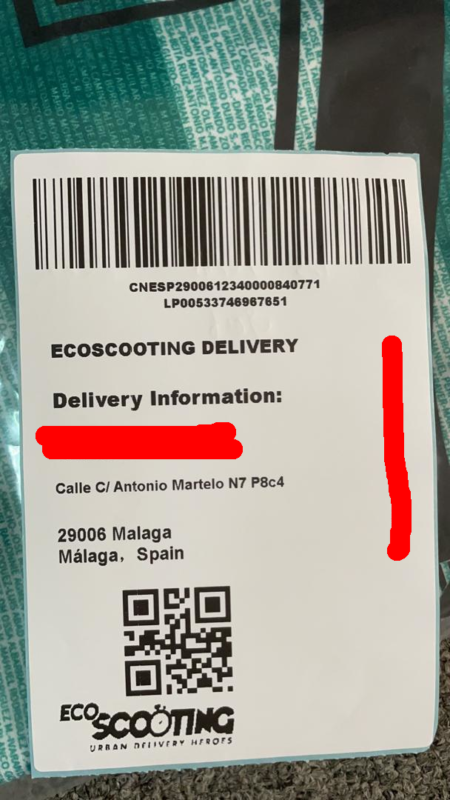 CNESP2900612340000840771
LP00533746967651
ECOSCOOTING DELIVERY
Delivery Information:
Calle C/ Antonio Martelo N7 P8c4
29006 Malaga
Málaga, Spain
ECO
SCOOTING
URBAN DELIVERY HEROES